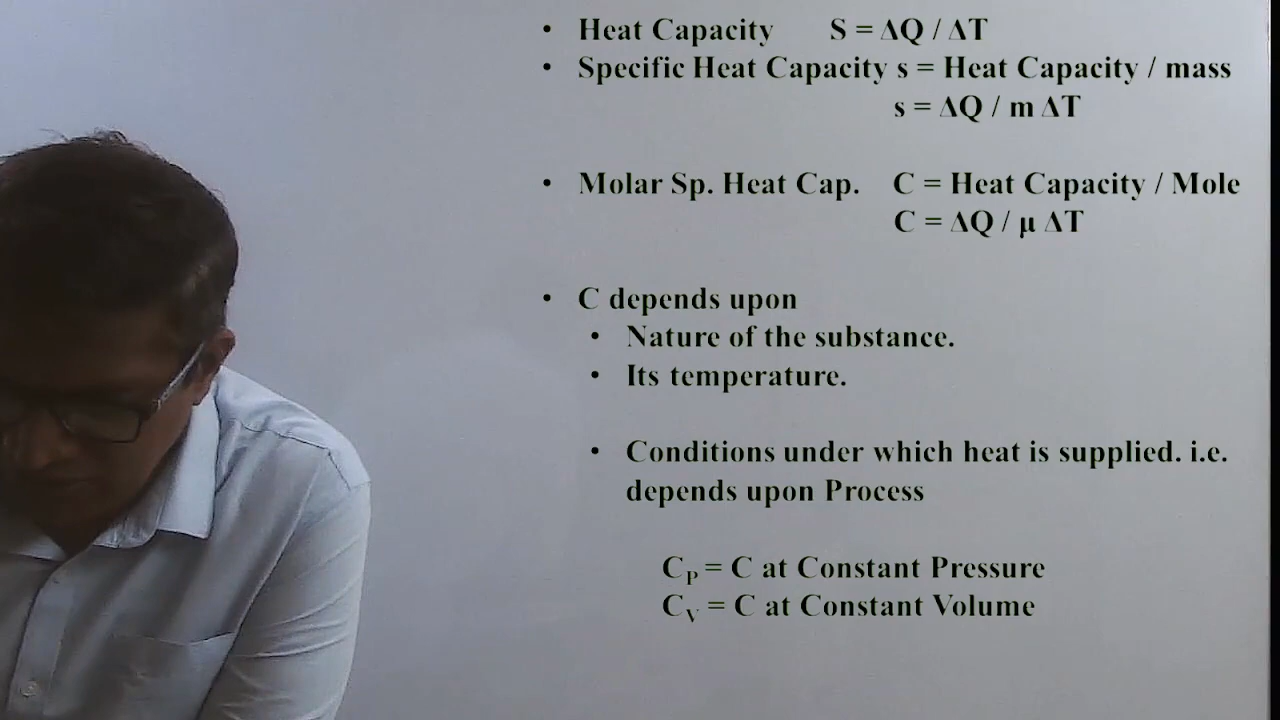 • Heat Capacity S = ΔQ / ΔT
• Specific Heat Capacity s = Heat Capacity / mass
s = ΔQ / m ΔT
• Molar Sp. Heat Cap. C = Heat Capacity / Mole
C = ΔQ / μ ΔT
• C depends upon
• Nature of the substance.
• Its temperature.
• Conditions under which heat is supplied. i.e.
depends upon Process
C_P = C at Constant Pressure
C_V = C at Constant Volume